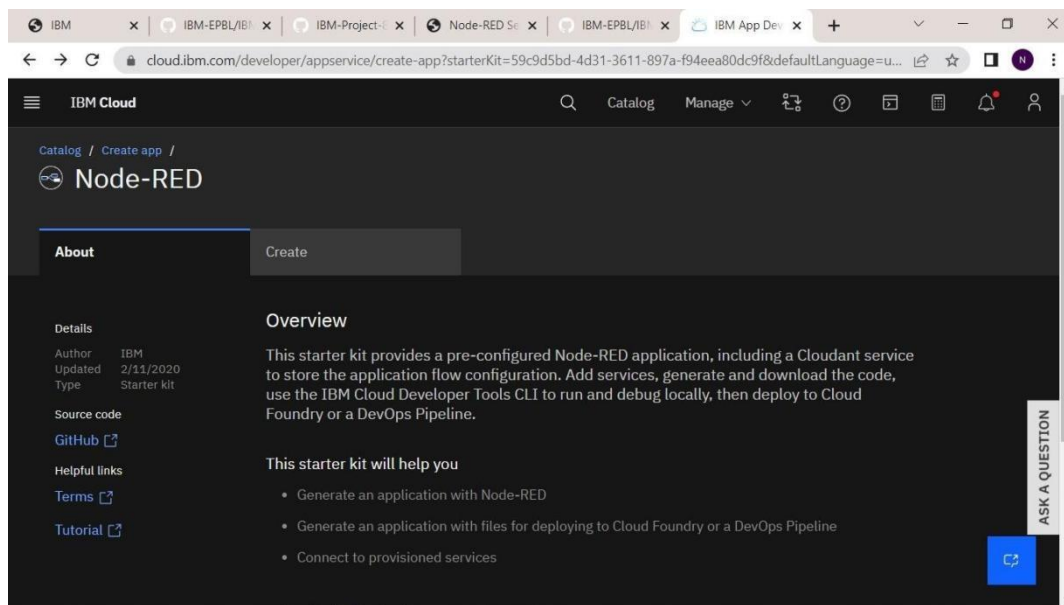 IBM
IBM-EPBL/IB
IBM-Project-
Node-RED Se
IBM-EPBL/IB
IBM App Dev
cloud.ibm.com/developer/appservice/create-app?starterKit=59c9d5bd-4d31-3611-897a-f94eea80dc9f&defaultLanguage=u...
N
IBM Cloud
Catalog
Manage
Catalog / Create app /
Node-RED
About
Create
Details
Author IBM
Updated 2/11/2020
Type Starter kit
Source code
GitHub
Helpful links
Terms
Tutorial
Overview
This starter kit provides a pre-configured Node-RED application, including a Cloudant service
to store the application flow configuration. Add services, generate and download the code,
use the IBM Cloud Developer Tools CLI to run and debug locally, then deploy to Cloud
Foundry or a DevOps Pipeline.
This starter kit will help you
• Generate an application with Node-RED
• Generate an application with files for deploying to Cloud Foundry or a DevOps Pipeline
• Connect to provisioned services
ASK A QUESTION